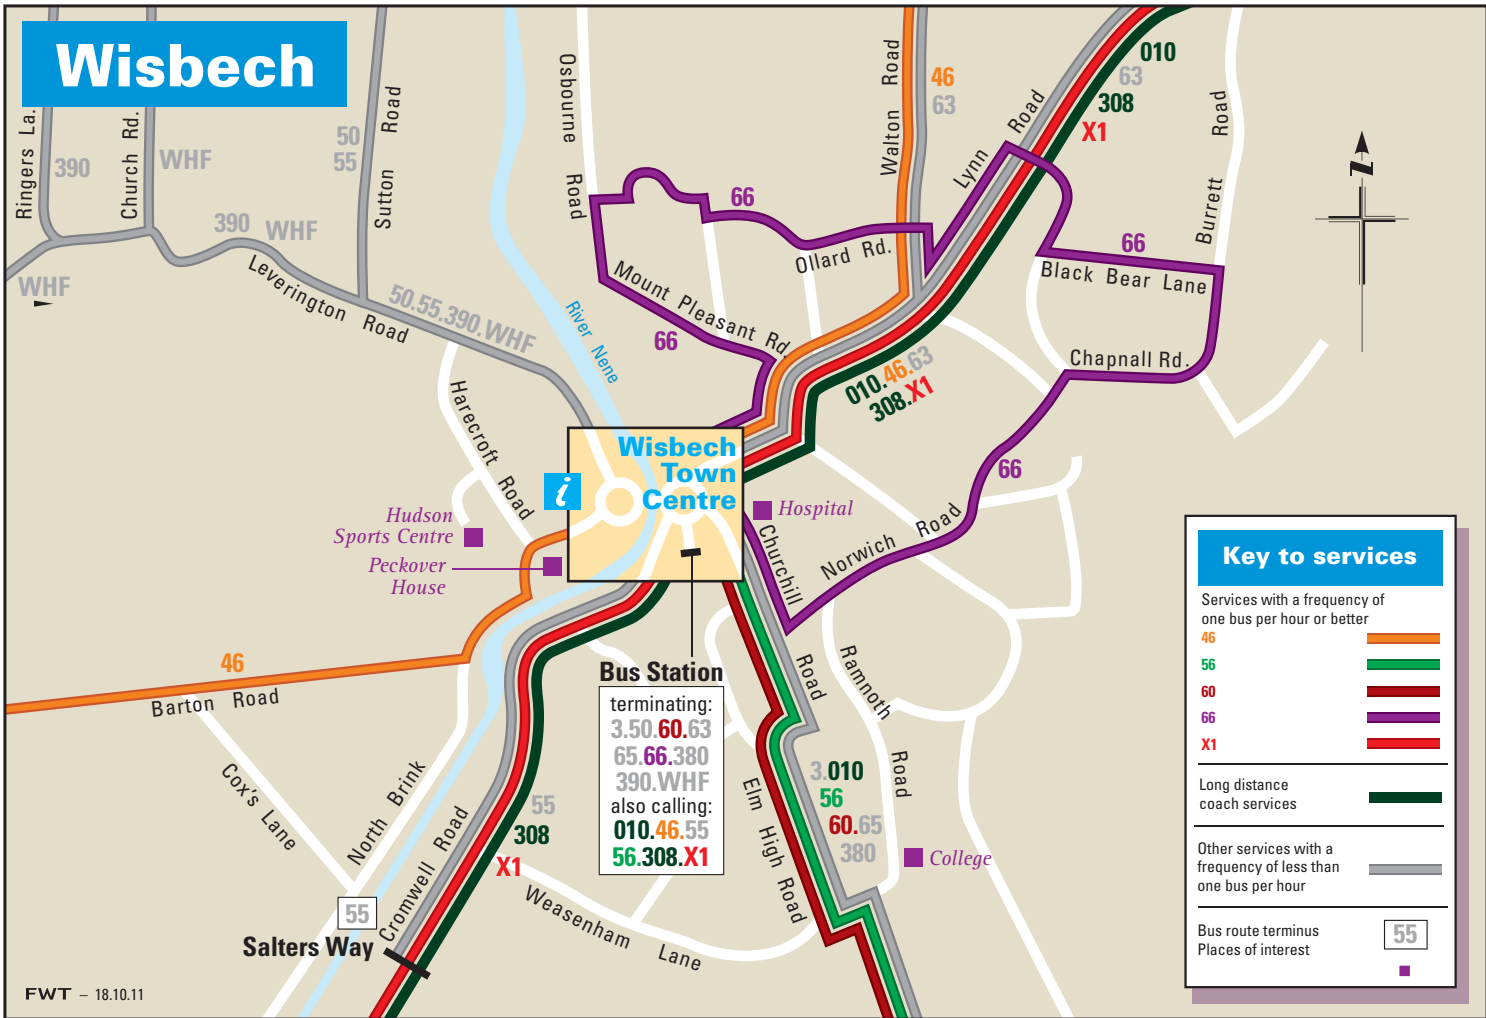 Wisbech
Ringers La.
390
Church Rd.
WHF
50
55
Sutton Road
390 WHF
WHF
Leverington Road
50.55.390.WHF
River Nene
Osbourne Road
66
Mount Pleasant Rd.
66
Ollard Rd.
Walton Road
46
63
Lynn Road
010
63
308
X1
Burrett Road
66
Black Bear Lane
Chapnall Rd.
N
010.46.63
308.X1
66
Harecroft Road
Wisbech
Town
Centre
i
Hospital
Hudson
Sports Centre
Peckover
House
Churchill Road
Norwich Road
Ramnoth Road
46
Barton Road
Cox's Lane
North Brink
Cromwell Road
55
308
X1
Weasenham Lane
55
Salters Way
Bus Station
terminating:
3.50.60.63
65.66.380
390.WHF
also calling:
010.46.55
56.308.X1
Elm High Road
3.010
56
60.65
380
College
Key to services
Services with a frequency of
one bus per hour or better
46
56
60
66
X1
Long distance
coach services
Other services with a
frequency of less than
one bus per hour
Bus route terminus
55
Places of interest
FWT – 18.10.11